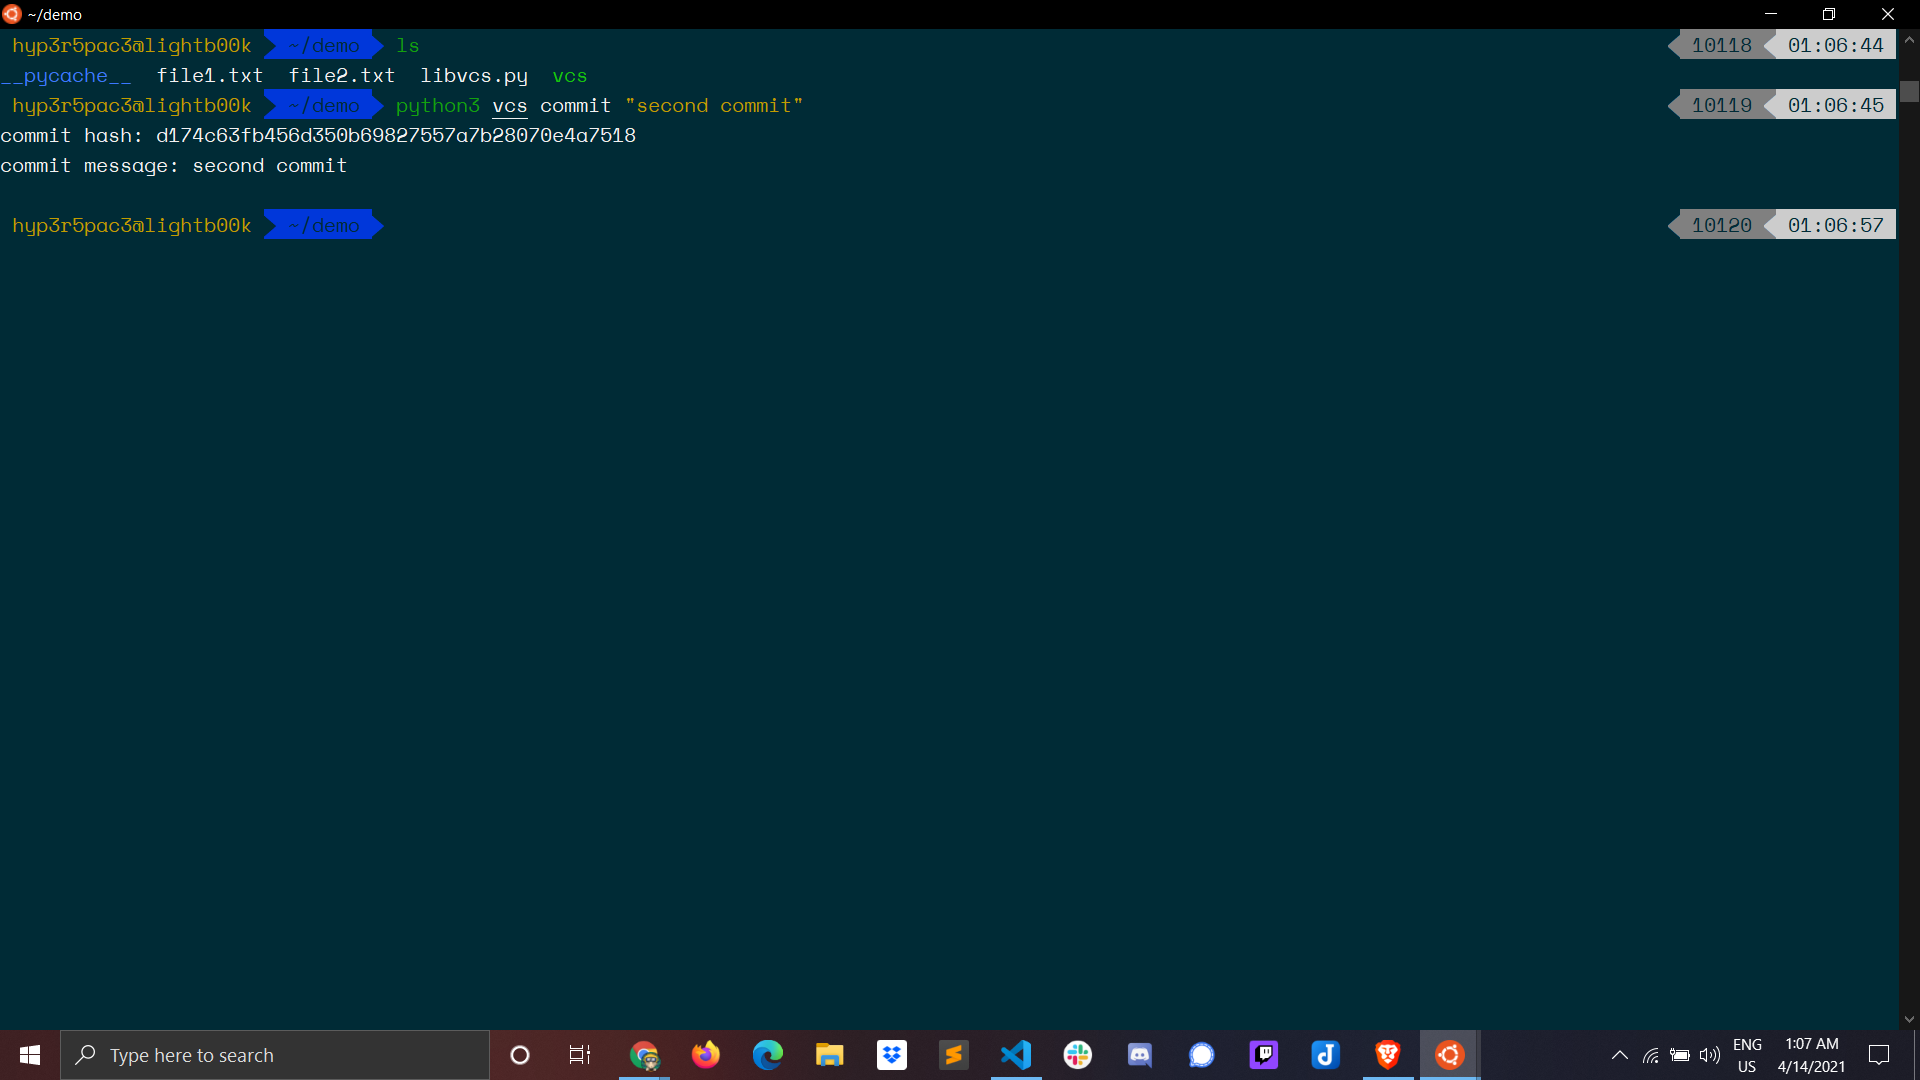 ~/demo
hyp3r5pac3@lightb00k ~/demo ls 10118 01:06:44
__pycache__ file1.txt file2.txt libvcs.py vcs
hyp3r5pac3@lightb00k ~/demo python3 vcs commit "second commit" 10119 01:06:45
commit hash: d174c63fb456d350b69827557a7b28070e4a7518
commit message: second commit
hyp3r5pac3@lightb00k ~/demo 10120 01:06:57
Type here to search
ENG
US
1:07 AM
4/14/2021